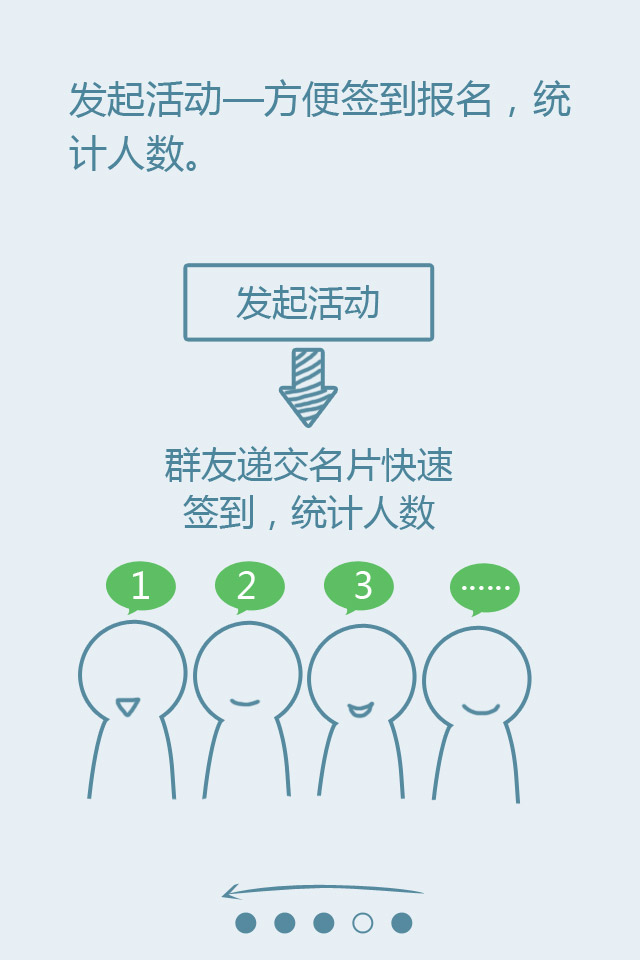 发起活动—方便签到报名，统
计人数。
发起活动
群友递交名片快速
签到，统计人数
1 2 3 ……